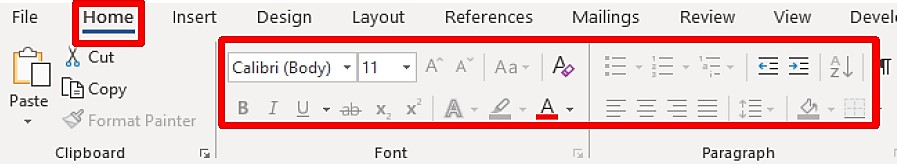 File Home Insert Design Layout References Mailings Review View Develo
Cut
Copy
Format Painter
Paste
Calibri (Body) 11 A A Aa A
B I U ab x₂ x² A A
A Z ¶
Clipboard Font Paragraph